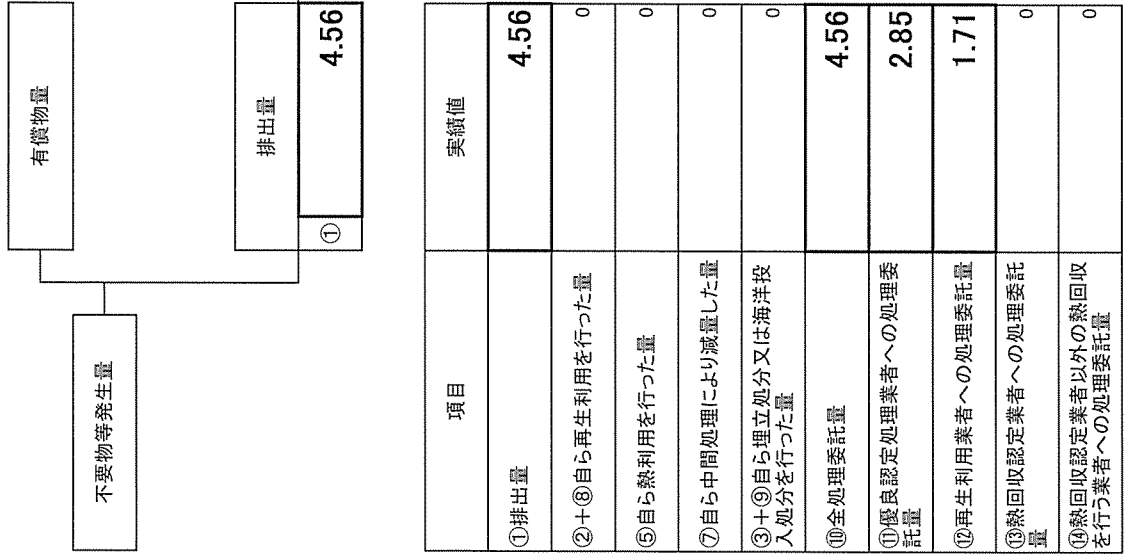 不要物等発生量
有償物量
排出量
① 4.56
項目 実績値
①排出量 4.56
②+⑧自ら再生利用を行った量 0
⑤自ら熱利用を行った量 0
⑦自ら中間処理により減量した量 0
③+⑨自ら埋立処分又は海洋投
入処分を行った量 0
⑩全処理委託量 4.56
⑪優良認定処理業者への処理委
託量 2.85
⑫再生利用業者への処理委託量 1.71
⑬熱回収認定業者への処理委託
量 0
⑭熱回収認定業者以外の熱回収
を行う業者への処理委託量 0